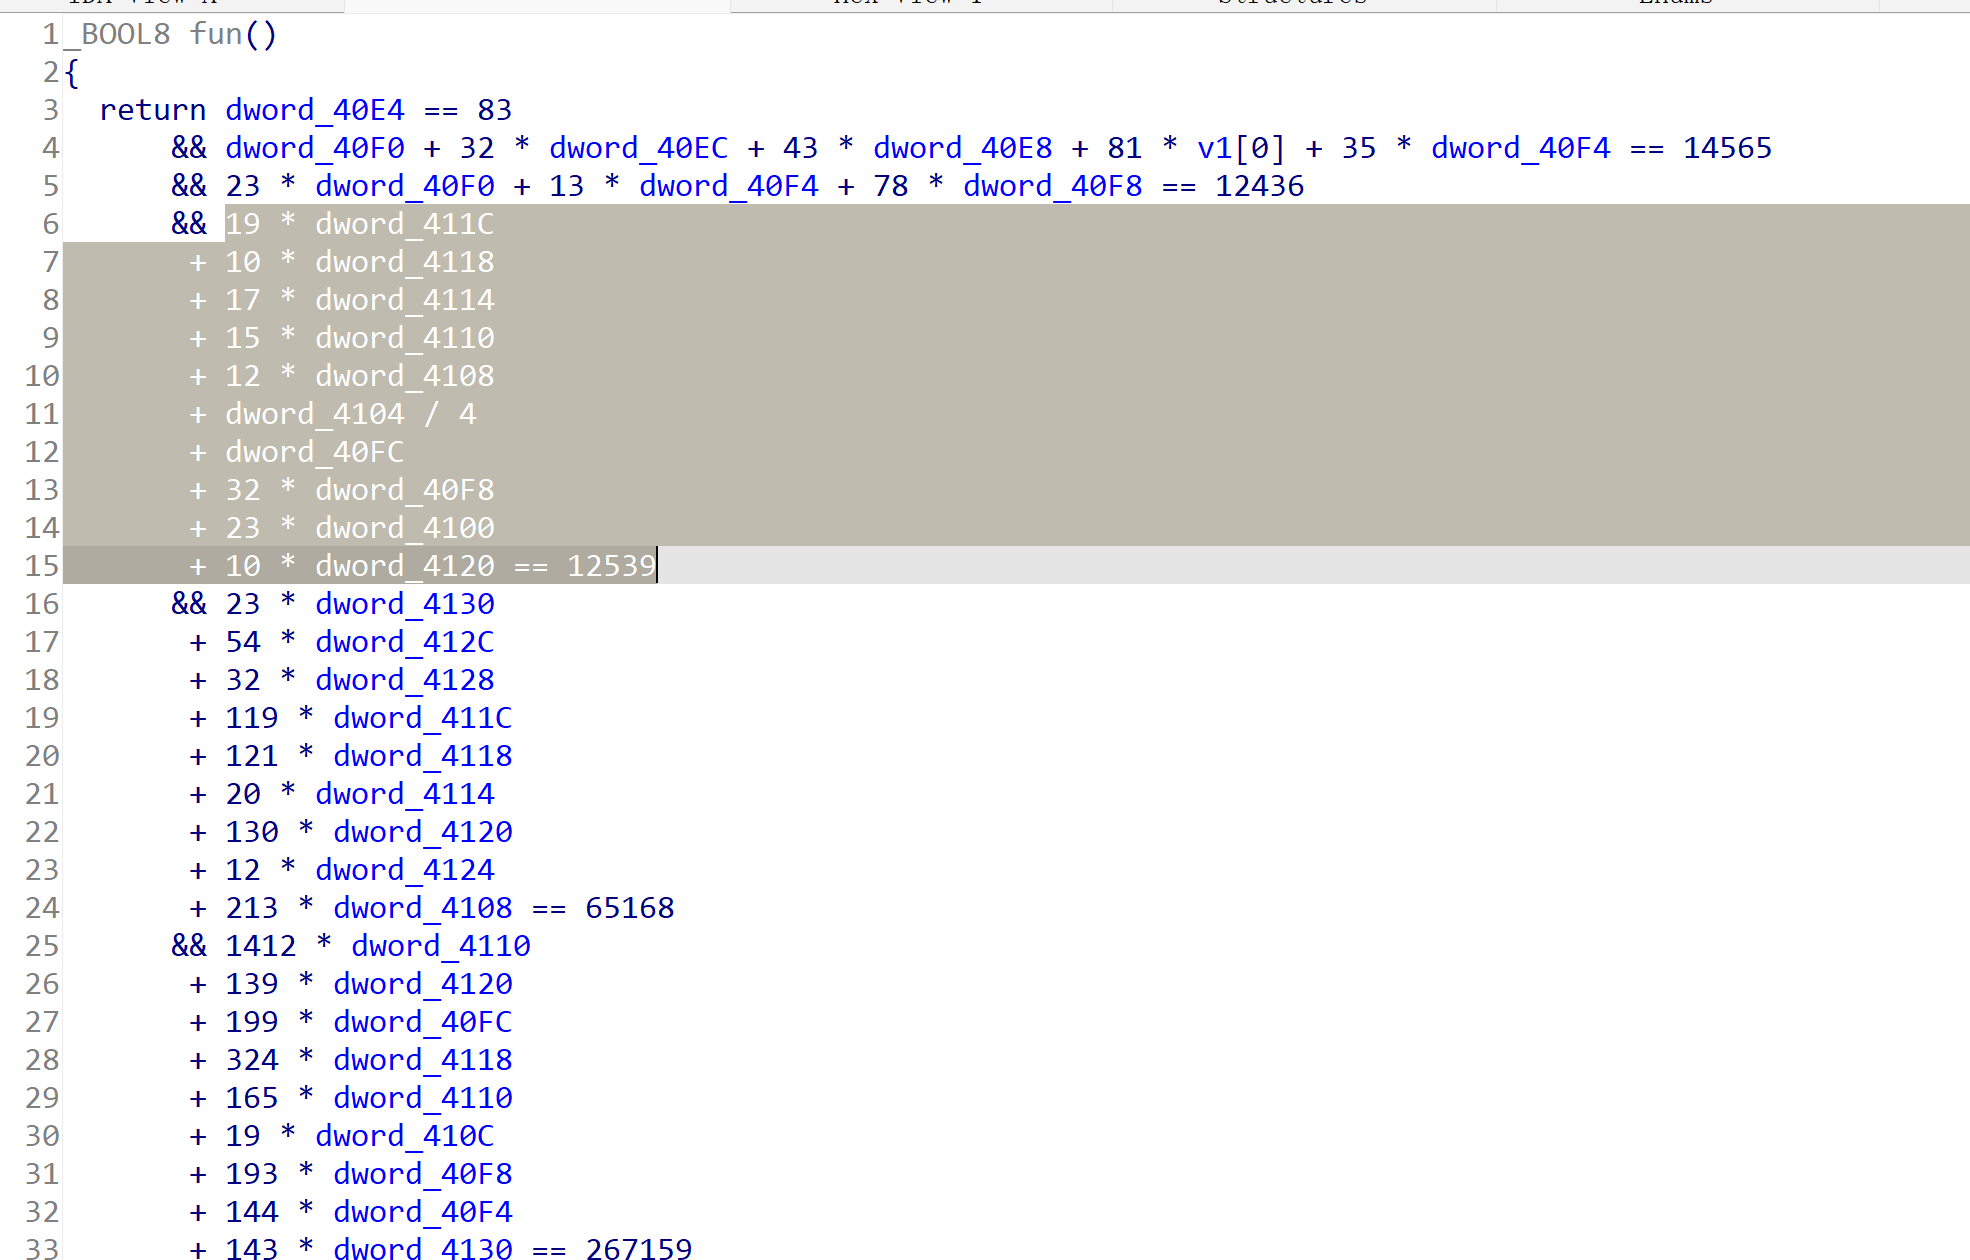 1 _BOOL8 fun()
2 {
3 return dword_40E4 == 83
4 && dword_40F0 + 32 * dword_40EC + 43 * dword_40E8 + 81 * v1[0] + 35 * dword_40F4 == 14565
5 && 23 * dword_40F0 + 13 * dword_40F4 + 78 * dword_40F8 == 12436
6 && 19 * dword_411C
7 + 10 * dword_4118
8 + 17 * dword_4114
9 + 15 * dword_4110
10 + 12 * dword_4108
11 + dword_4104 / 4
12 + dword_40FC
13 + 32 * dword_40F8
14 + 23 * dword_4100
15 + 10 * dword_4120 == 12539
16 && 23 * dword_4130
17 + 54 * dword_412C
18 + 32 * dword_4128
19 + 119 * dword_411C
20 + 121 * dword_4118
21 + 20 * dword_4114
22 + 130 * dword_4120
23 + 12 * dword_4124
24 + 213 * dword_4108 == 65168
25 && 1412 * dword_4110
26 + 139 * dword_4120
27 + 199 * dword_40FC
28 + 324 * dword_4118
29 + 165 * dword_4110
30 + 19 * dword_410C
31 + 193 * dword_40F8
32 + 144 * dword_40F4
33 + 143 * dword_4130 == 267159